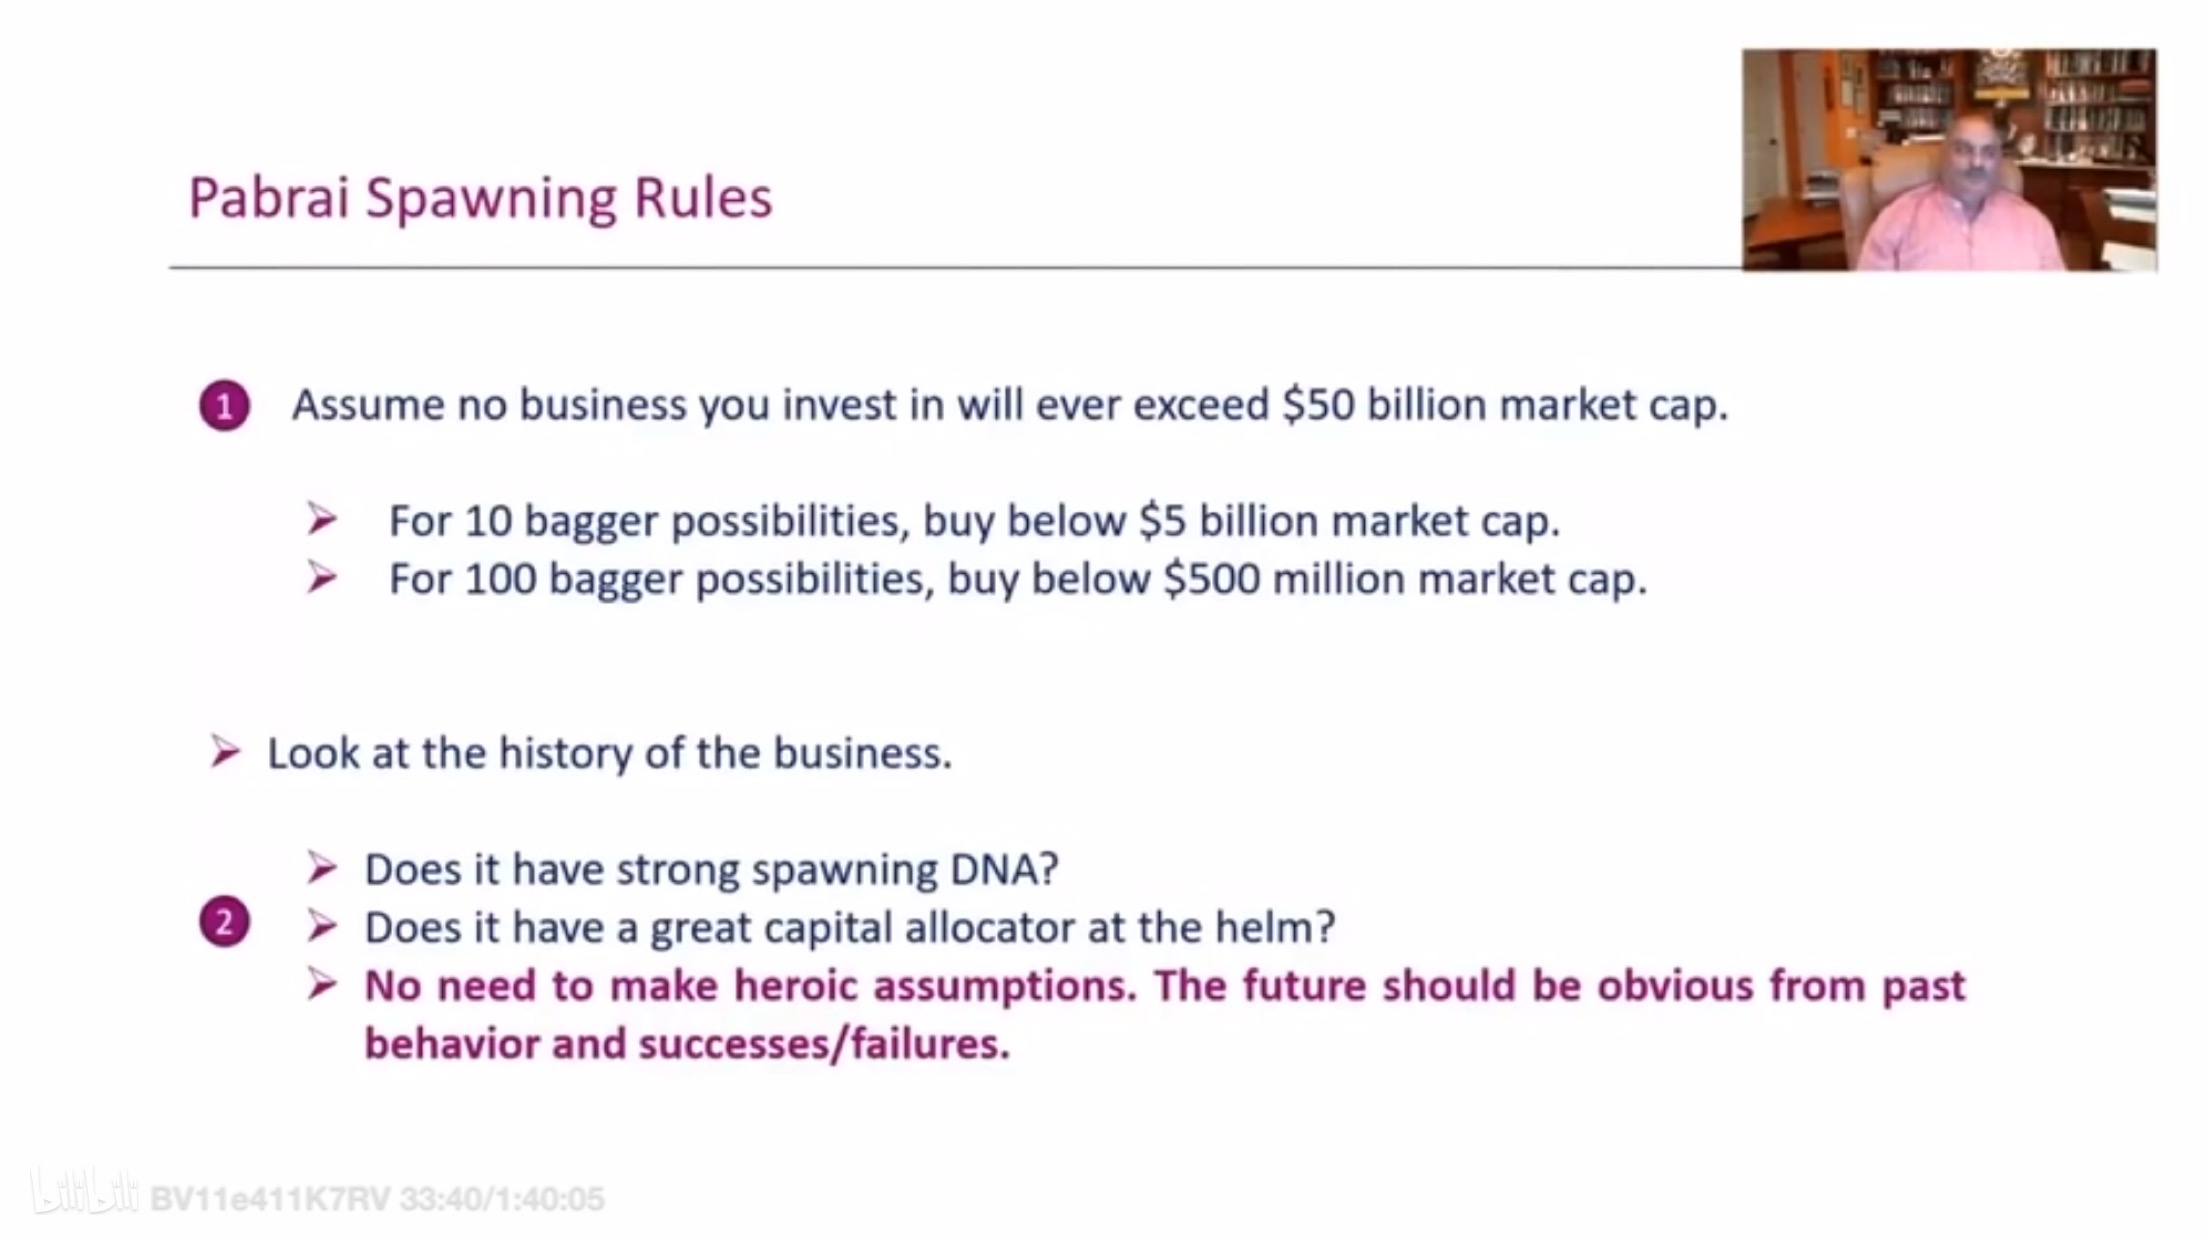 Pabrai Spawning Rules
1 Assume no business you invest in will ever exceed $50 billion market cap.
For 10 bagger possibilities, buy below $5 billion market cap.
For 100 bagger possibilities, buy below $500 million market cap.
Look at the history of the business.
Does it have strong spawning DNA?
2 Does it have a great capital allocator at the helm?
No need to make heroic assumptions. The future should be obvious from past
behavior and successes/failures.
bilibili BV11e411K7RV 33:40/1:40:05